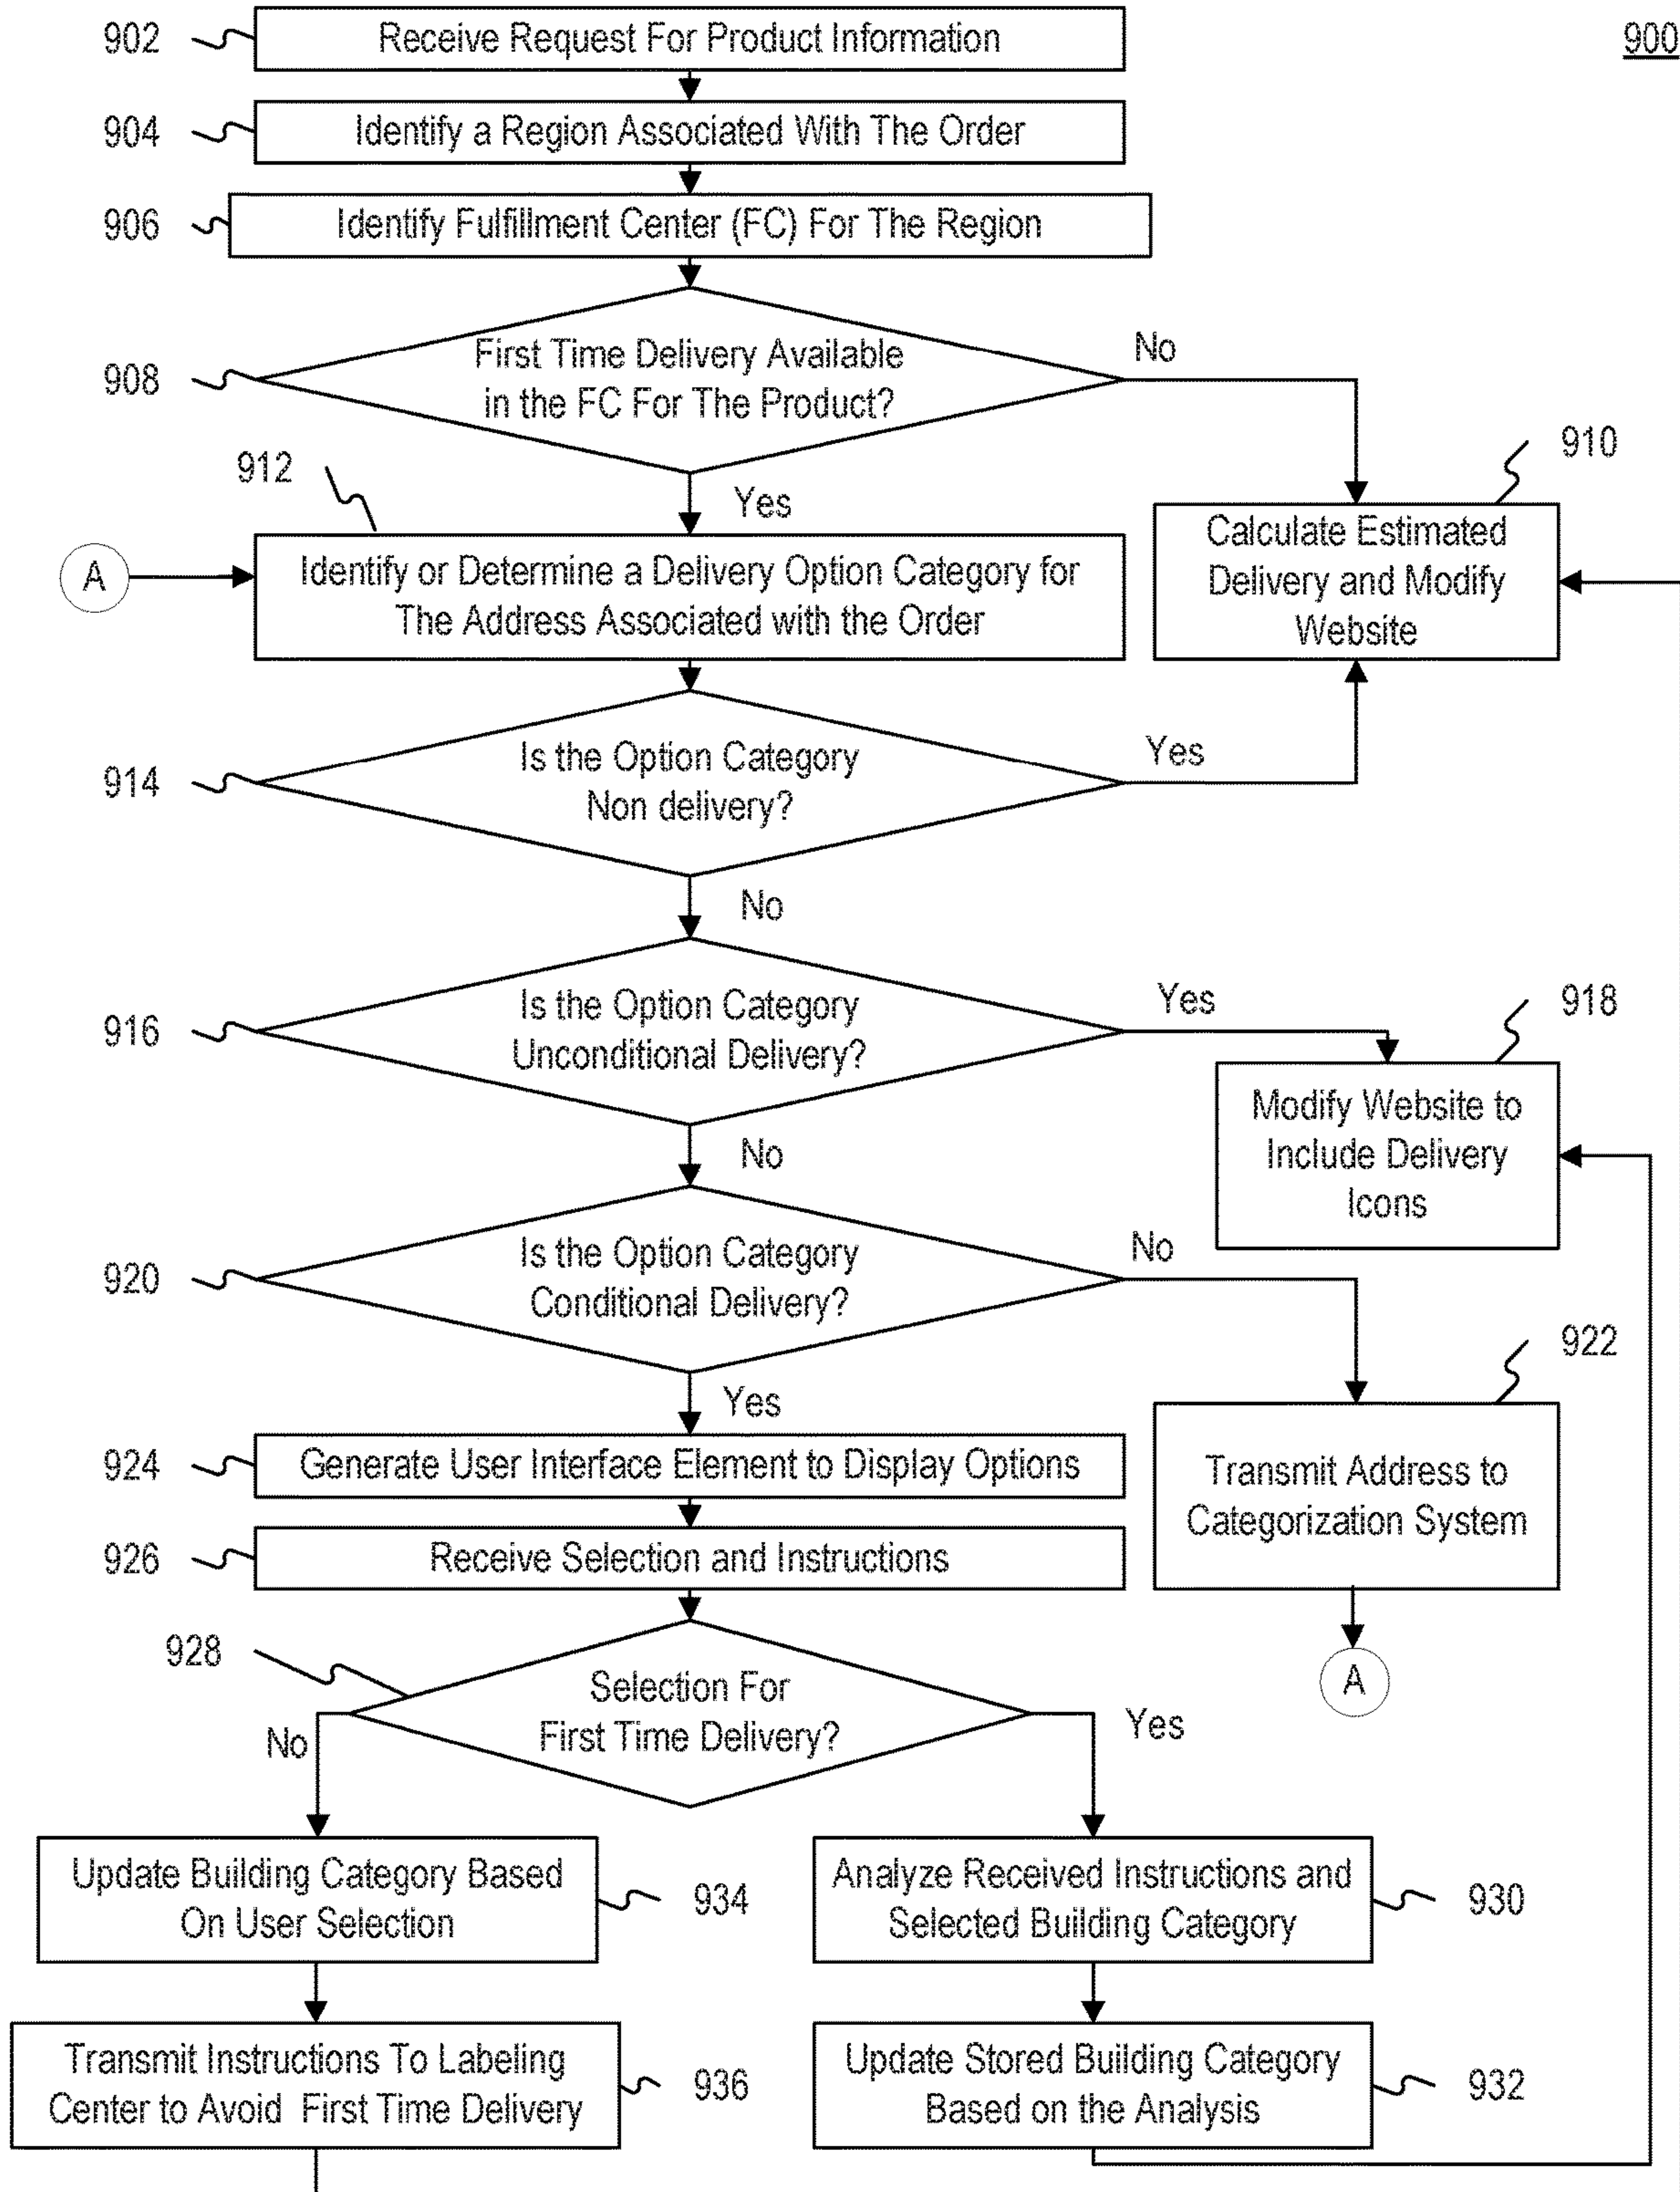 900
902
Receive Request For Product Information
904
Identify a Region Associated With The Order
906
Identify Fulfillment Center (FC) For The Region
908
First Time Delivery Available
in the FC For The Product?
No
910
Calculate Estimated
Delivery and Modify
Website
Yes
912
A
Identify or Determine a Delivery Option Category for
The Address Associated with the Order
914
Is the Option Category
Non delivery?
Yes
No
916
Is the Option Category
Unconditional Delivery?
Yes
918
Modify Website to
Include Delivery
Icons
No
920
Is the Option Category
Conditional Delivery?
No
922
Transmit Address to
Categorization System
A
Yes
924
Generate User Interface Element to Display Options
926
Receive Selection and Instructions
928
Selection For
First Time Delivery?
No
Yes
Update Building Category Based
On User Selection
934
Analyze Received Instructions and
Selected Building Category
930
Transmit Instructions To Labeling
Center to Avoid First Time Delivery
936
Update Stored Building Category
Based on the Analysis
932